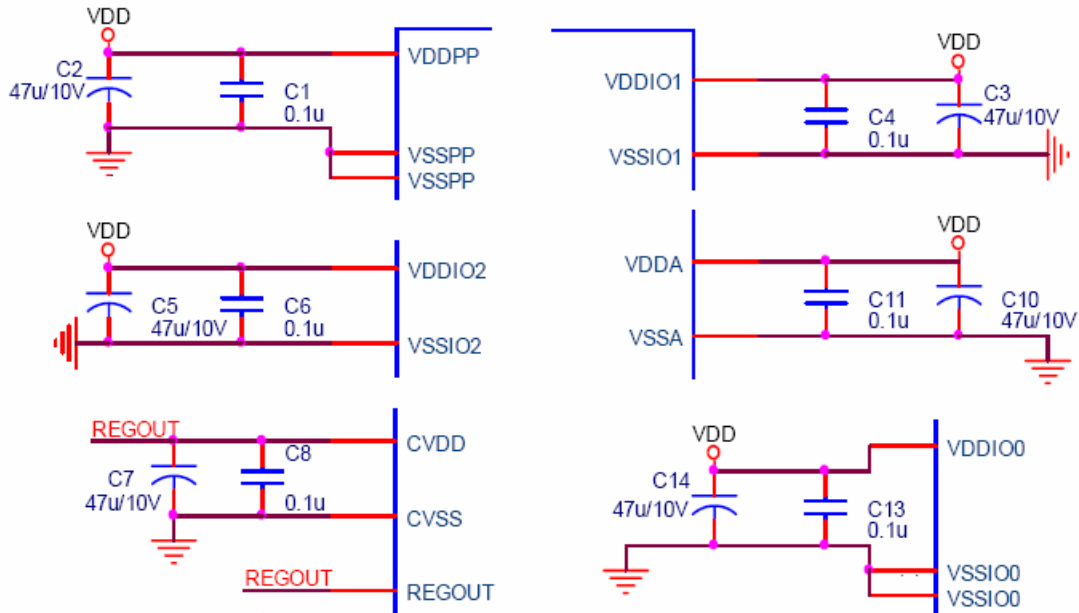 VDD
C2
47u/10V
C1
0.1u
VDDPP
VSSPP
VSSPP
VDD
VDDIO1
C4
0.1u
C3
47u/10V
VSSIO1
VDD
C5
47u/10V
C6
0.1u
VDDIO2
VSSIO2
VDD
VDDA
C11
0.1u
C10
47u/10V
VSSA
REGOUT
C7
47u/10V
C8
0.1u
CVDD
CVSS
REGOUT
REGOUT
VDD
C14
47u/10V
C13
0.1u
VDDIO0
VSSIO0
VSSIO0